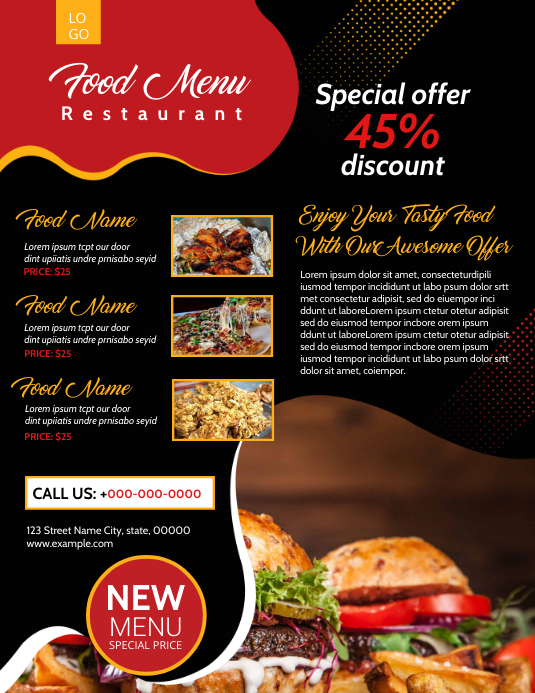 LO
GO
Food Menu
Restaurant
Special offer
45%
discount
Food Name
Lorem ipsum tcpt our door
dint upiiatis undre prnisabo seyid
PRICE: $25
Food Name
Lorem ipsum tcpt our door
dint upiiatis undre prnisabo seyid
PRICE: $25
Food Name
Lorem ipsum tcpt our door
dint upiiatis undre prnisabo seyid
PRICE: $25
Enjoy Your Tasty Food
With Our Awesome Offer
Lorem ipsum dolor sit amet, consecteturdipili
iusmod tempor incididunt ut labo psum dolor srtt
met consectetur adipisit, sed do eiuempor inci
ddunt ut laboreLorem ipsum ctetur otetur adipisit
sed do eiusmod tempor incbore orem ipsum
ddunt ut laboreLorem ipsum ctetur otetur adipisit
sed do eiusmod tempor incbore orem ipsum
iusmod tempor incididunt ut labo psum dolor srtt
dolor sit amet, coiempor.
CALL US: +000-000-0000
123 Street Name City, state, 00000
www.example.com
NEW
MENU
SPECIAL PRICE